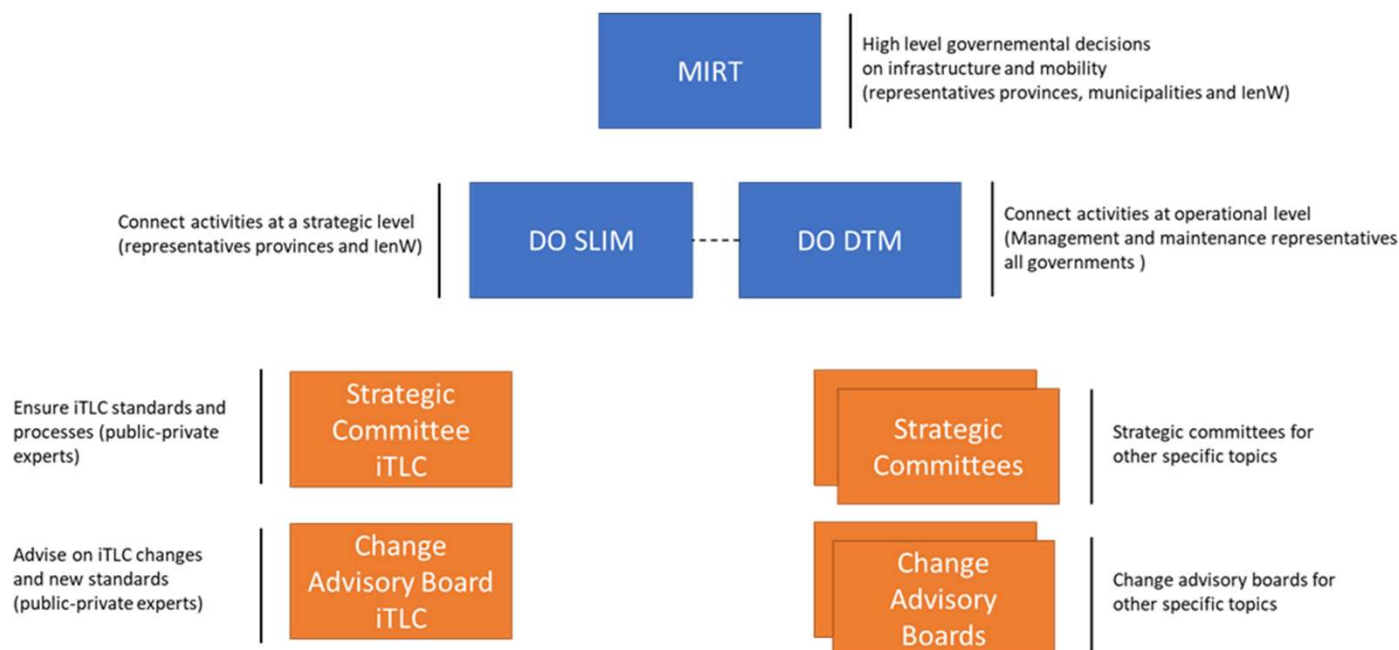 MIRT
High level governemental decisions
on infrastructure and mobility
(representatives provinces, municipalities and IenW)
Connect activities at a strategic level
(representatives provinces and IenW)
DO SLIM
DO DTM
Connect activities at operational level
(Management and maintenance representatives
all governments )
Ensure iTLC standards and
processes (public-private
experts)
Strategic
Committee
iTLC
Strategic
Committees
Strategic committees for
other specific topics
Advise on iTLC changes
and new standards
(public-private experts)
Change
Advisory Board
iTLC
Change
Advisory
Boards
Change advisory boards for
other specific topics